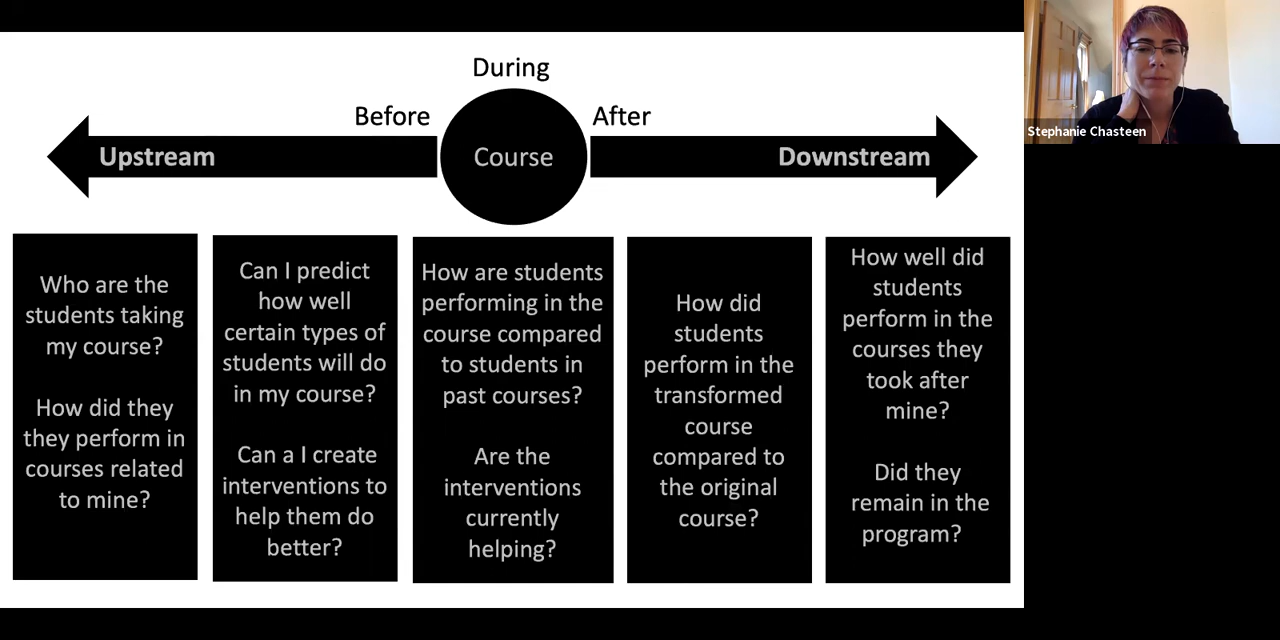 During
Before
After
Upstream
Course
Downstream
Who are the
students taking
my course?
How did they
they perform in
courses related
to mine?
Can I predict
how well
certain types of
students will do
in my course?
Can a I create
interventions to
help them do
better?
How are students
performing in the
course compared
to students in
past courses?
Are the
interventions
currently
helping?
How did
students
perform in the
transformed
course
compared to
the original
course?
How well did
students
perform in the
courses they
took after
mine?
Did they
remain in the
program?
Stephanie Chasteen